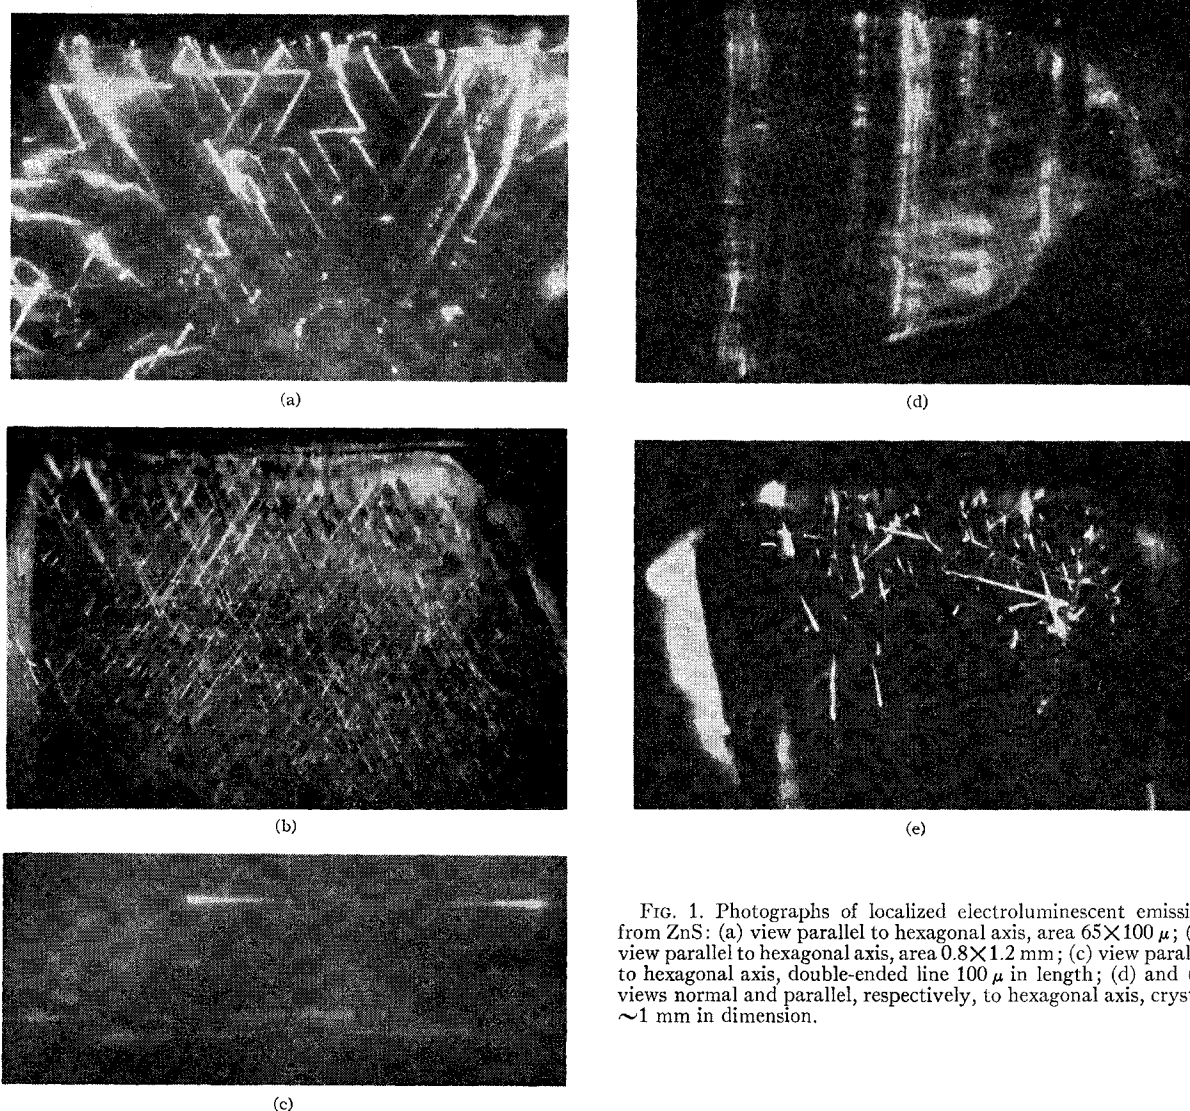 (a)
(d)
(b)
(e)
(c)
FIG. 1. Photographs of localized electroluminescent emissi
from ZnS: (a) view parallel to hexagonal axis, area 65×100 μ; (
view parallel to hexagonal axis, area 0.8×1.2 mm; (c) view paral
to hexagonal axis, double-ended line 100 μ in length; (d) and (
views normal and parallel, respectively, to hexagonal axis, cryst
∼1 mm in dimension.